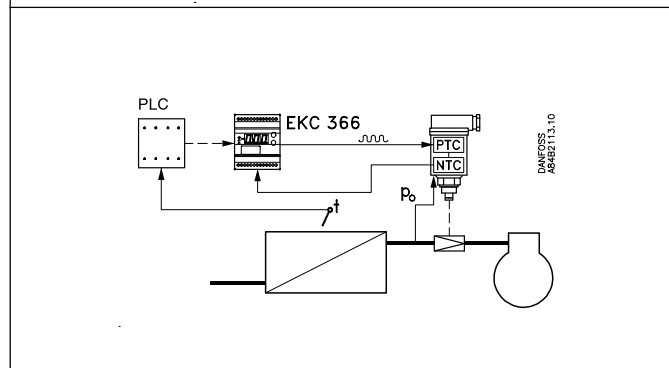 PLC
EKC 366
PTC
NTC
DANFOSS
A84B2113.10
p₀
t